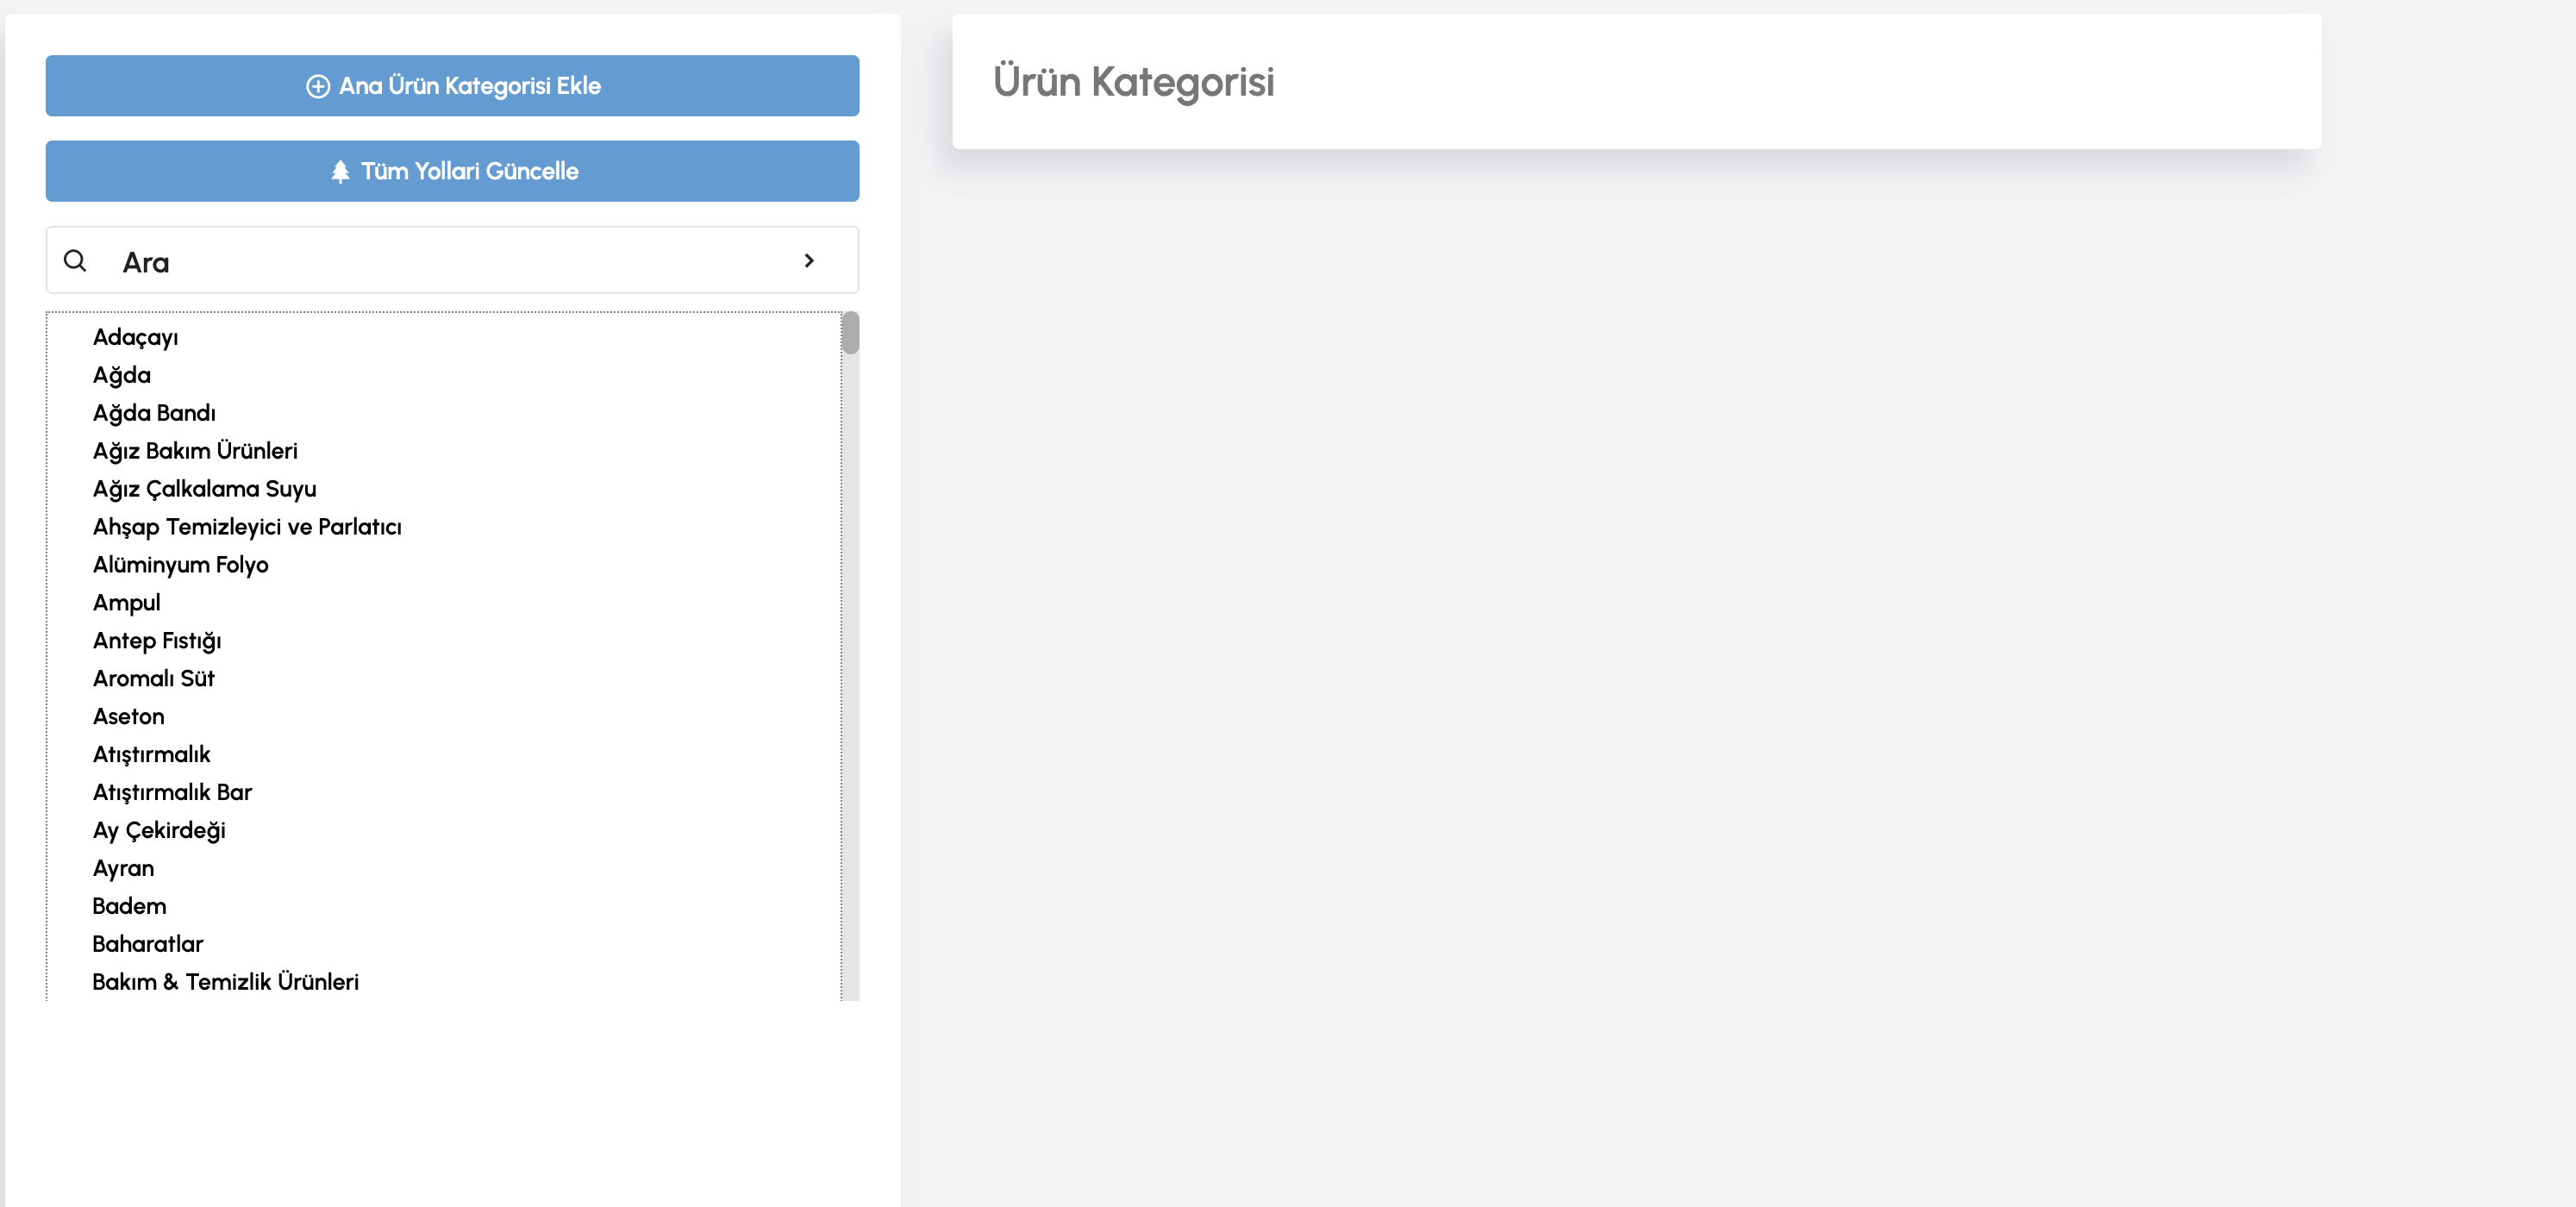 Ana Ürün Kategorisi Ekle
Tüm Yollari Güncelle
Ara
Adaçayı
Ağda
Ağda Bandı
Ağız Bakım Ürünleri
Ağız Çalkalama Suyu
Ahşap Temizleyici ve Parlatıcı
Alüminyum Folyo
Ampul
Antep Fıstığı
Aromalı Süt
Aseton
Atıştırmalık
Atıştırmalık Bar
Ay Çekirdeği
Ayran
Badem
Baharatlar
Bakım & Temizlik Ürünleri
Ürün Kategorisi